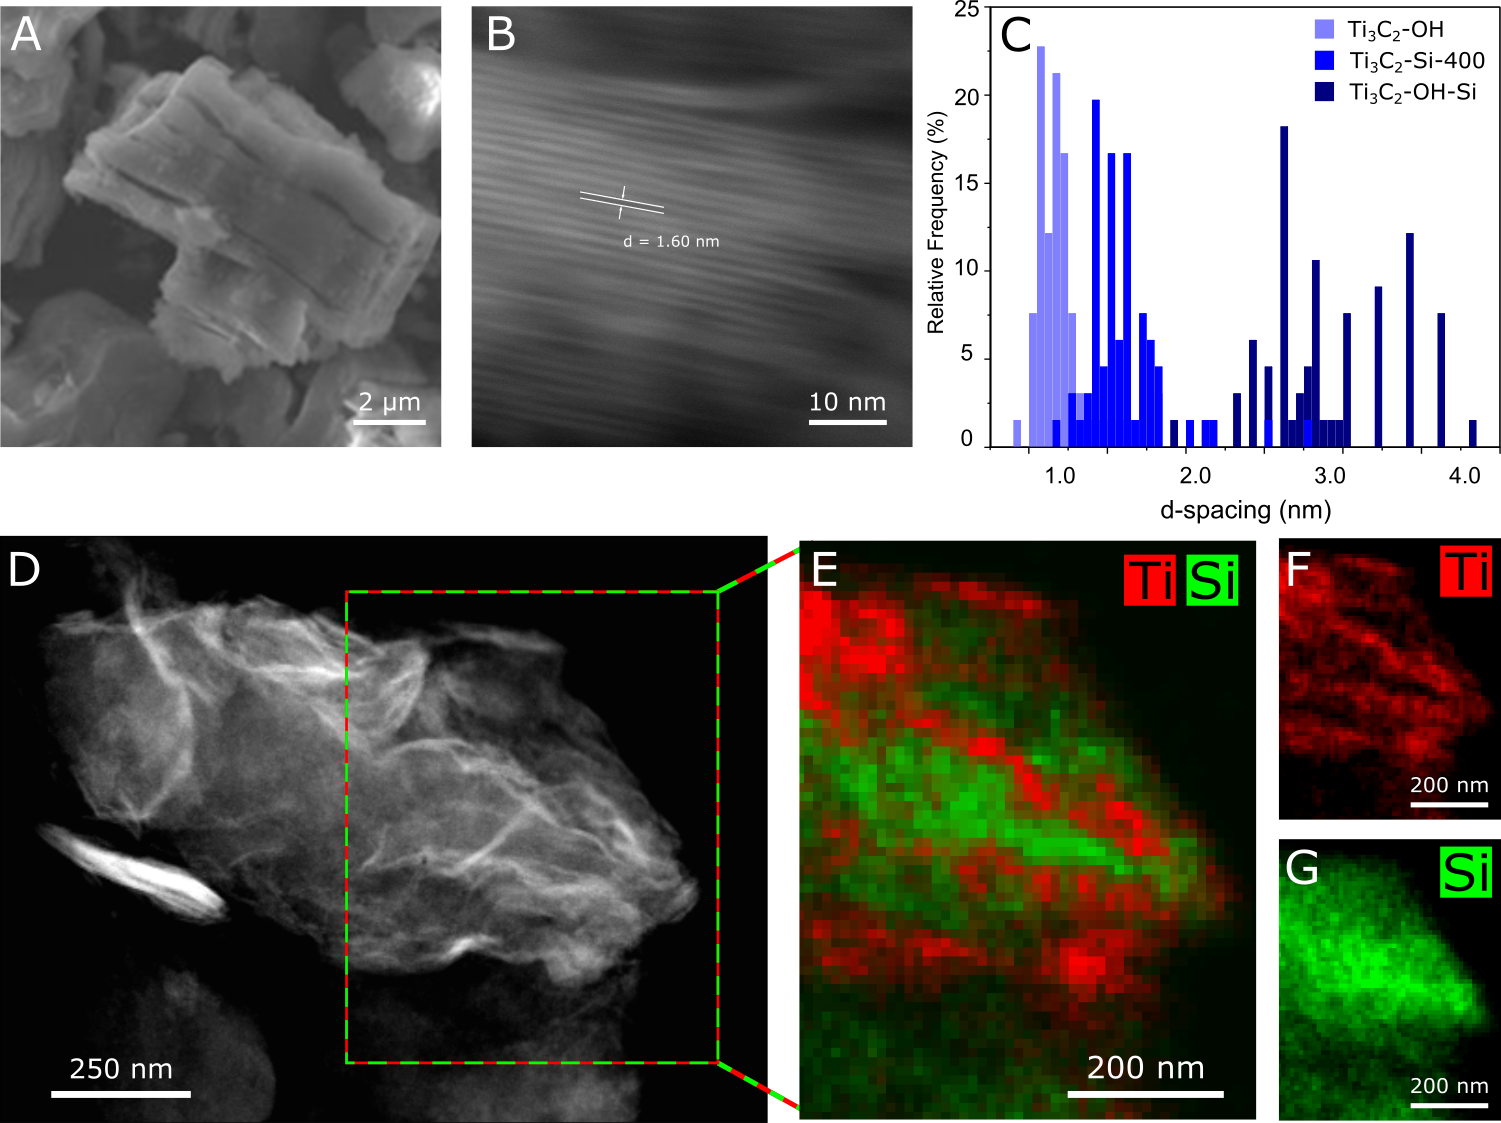 A
2 µm
B
d = 1.60 nm
10 nm
C
Ti₃C₂-OH
Ti₃C₂-Si-400
Ti₃C₂-OH-Si
Relative Frequency (%)
25
20
15
10
5
0
1.0 2.0 3.0 4.0
d-spacing (nm)
D
250 nm
E
Ti Si
200 nm
F
Ti
200 nm
G
Si
200 nm